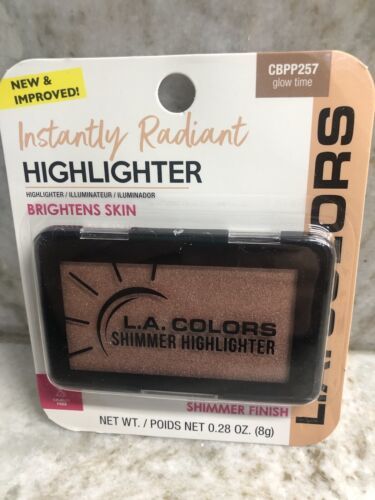 NEW &
IMPROVED!
CBPP257
glow time
Instantly Radiant
HIGHLIGHTER
HIGHLIGHTER / ILLUMINATEUR / ILUMINADOR
BRIGHTENS SKIN
L.A. COLORS
L.A. COLORS
SHIMMER HIGHLIGHTER
SHIMMER FINISH
NET WT. / POIDS NET 0.28 OZ. (8g)